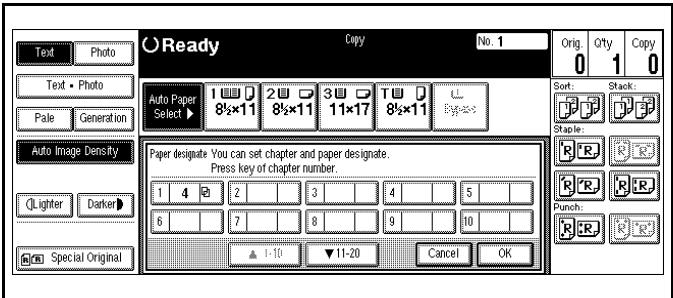 Text Photo
Text • Photo
Pale Generation
Auto Image Density
Lighter Darker
Special Original
Ready
Copy
No. 1
Orig. Q'ty Copy
0 1 0
Auto Paper Select ▶
1 8½×11
2 8½×11
3 11×17
T 8½×11
Bypass
Paper designate You can set chapter and paper designate.
Press key of chapter number.
1 4 2 3 4 5
6 7 8 9 10
▲ 1-10 ▼11-20 Cancel OK
Sort: Stack:
Staple:
Punch: